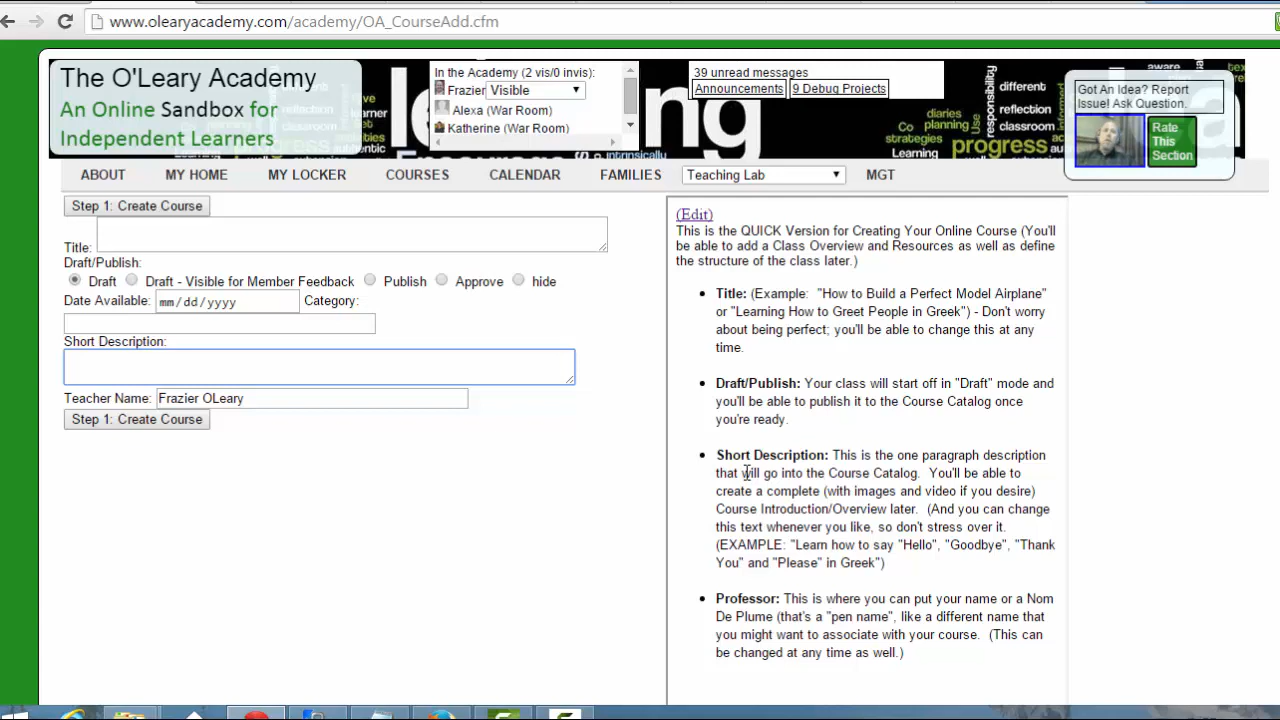 www.olearyacademy.com/academy/OA_CourseAdd.cfm
The O'Leary Academy
An Online Sandbox for
Independent Learners
In the Academy (2 vis/0 invis):
Frazier Visible
Alexa (War Room)
Katherine (War Room)
39 unread messages
Announcements 9 Debug Projects
Got An Idea? Report
Issue! Ask Question.
Rate
This
Section
different
reflection
classroom
responsibility
diaries
planning
Use
Co
strategies
Learning
progress
aware
Encourage
intrinsically
ABOUT MY HOME MY LOCKER COURSES CALENDAR FAMILIES Teaching Lab MGT
Step 1: Create Course
Title:
Draft/Publish:
Draft Draft - Visible for Member Feedback Publish Approve hide
Date Available: mm/dd/yyyy Category:
Short Description:
Teacher Name: Frazier OLeary
Step 1: Create Course
(Edit)
This is the QUICK Version for Creating Your Online Course (You'll
be able to add a Class Overview and Resources as well as define
the structure of the class later.)
• Title: (Example: "How to Build a Perfect Model Airplane"
or "Learning How to Greet People in Greek") - Don't worry
about being perfect; you'll be able to change this at any
time.
• Draft/Publish: Your class will start off in "Draft" mode and
you'll be able to publish it to the Course Catalog once
you're ready.
• Short Description: This is the one paragraph description
that will go into the Course Catalog. You'll be able to
create a complete (with images and video if you desire)
Course Introduction/Overview later. (And you can change
this text whenever you like, so don't stress over it.
(EXAMPLE: "Learn how to say "Hello", "Goodbye", "Thank
You" and "Please" in Greek")
• Professor: This is where you can put your name or a Nom
De Plume (that's a "pen name", like a different name that
you might want to associate with your course. (This can
be changed at any time as well.)